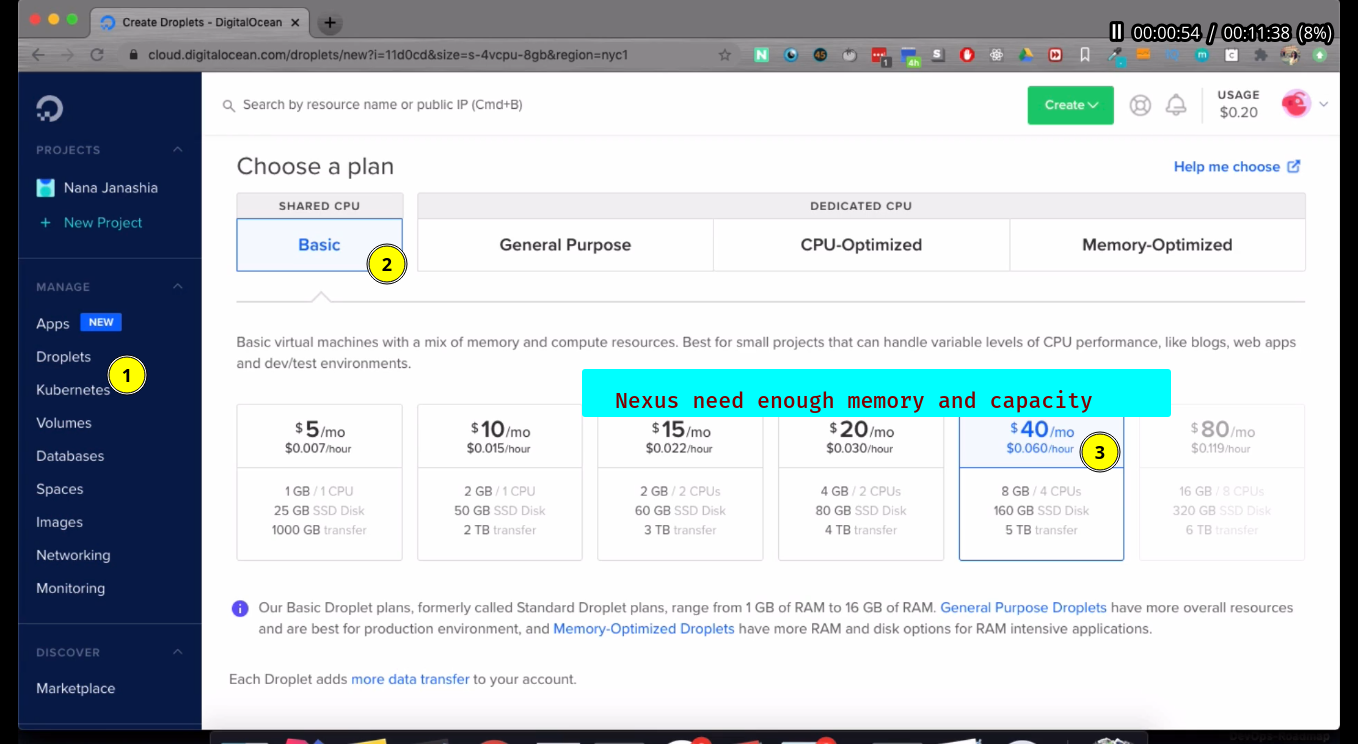 Create Droplets - DigitalOcean
00:00:54 / 00:11:38 (8%)
cloud.digitalocean.com/droplets/new?i=11d0cd&size=s-4vcpu-8gb&region=nyc1
Search by resource name or public IP (Cmd+B)
Create
USAGE
$0.20
PROJECTS
Nana Janashia
+ New Project
MANAGE
Apps NEW
Droplets
1
Kubernetes
Volumes
Databases
Spaces
Images
Networking
Monitoring
DISCOVER
Marketplace
Choose a plan
Help me choose
SHARED CPU
DEDICATED CPU
Basic
2
General Purpose
CPU-Optimized
Memory-Optimized
Basic virtual machines with a mix of memory and compute resources. Best for small projects that can handle variable levels of CPU performance, like blogs, web apps
and dev/test environments.
Nexus need enough memory and capacity
$5/mo
$0.007/hour
1 GB / 1 CPU
25 GB SSD Disk
1000 GB transfer
$10/mo
$0.015/hour
2 GB / 1 CPU
50 GB SSD Disk
2 TB transfer
$15/mo
$0.022/hour
2 GB / 2 CPUs
60 GB SSD Disk
3 TB transfer
$20/mo
$0.030/hour
4 GB / 2 CPUs
80 GB SSD Disk
4 TB transfer
$40/mo
$0.060/hour
3
8 GB / 4 CPUs
160 GB SSD Disk
5 TB transfer
$80/mo
$0.119/hour
16 GB / 8 CPUs
320 GB SSD Disk
6 TB transfer
Our Basic Droplet plans, formerly called Standard Droplet plans, range from 1 GB of RAM to 16 GB of RAM. General Purpose Droplets have more overall resources
and are best for production environment, and Memory-Optimized Droplets have more RAM and disk options for RAM intensive applications.
Each Droplet adds more data transfer to your account.
DevOps-Roadmap